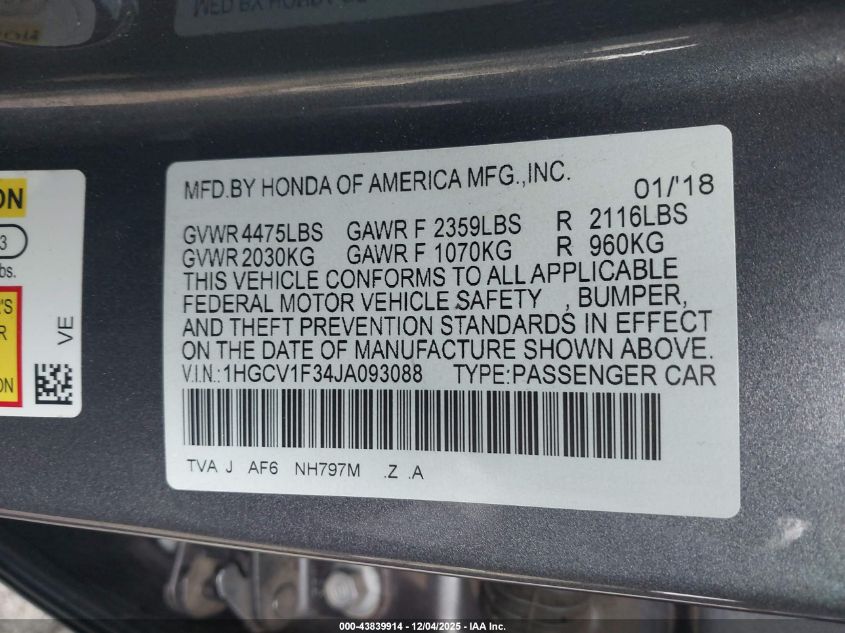 MFD.BY HONDA OF AMERICA MFG.,INC. 01/'18
GVWR 4475LBS GAWR F 2359LBS R 2116LBS
GVWR 2030KG GAWR F 1070KG R 960KG
THIS VEHICLE CONFORMS TO ALL APPLICABLE
FEDERAL MOTOR VEHICLE SAFETY , BUMPER,
AND THEFT PREVENTION STANDARDS IN EFFECT
ON THE DATE OF MANUFACTURE SHOWN ABOVE.
V.I.N.:1HGCV1F34JA093088 TYPE:PASSENGER CAR
TVA J AF6 NH797M .Z .A
ON
3
bs.
'S
R
VE
000-43839914 - 12/04/2025 - IAA Inc.